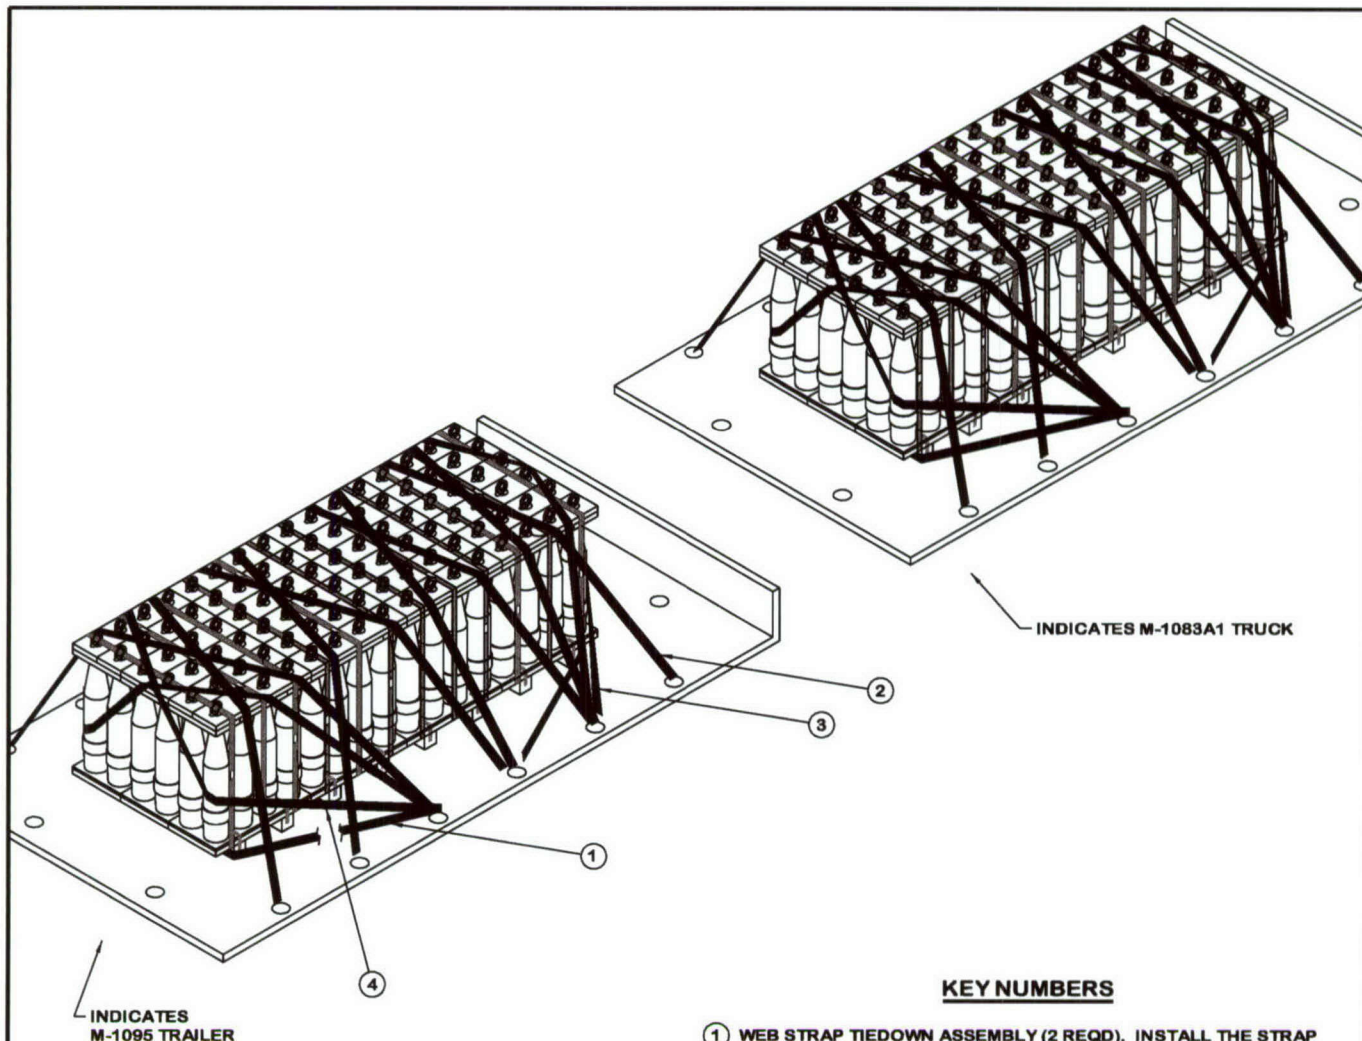 INDICATES M-1083A1 TRUCK
2
3
1
4
INDICATES
M-1095 TRAILER
KEY NUMBERS
1 WEB STRAP TIEDOWN ASSEMBLY (2 REQD). INSTALL THE STRAP